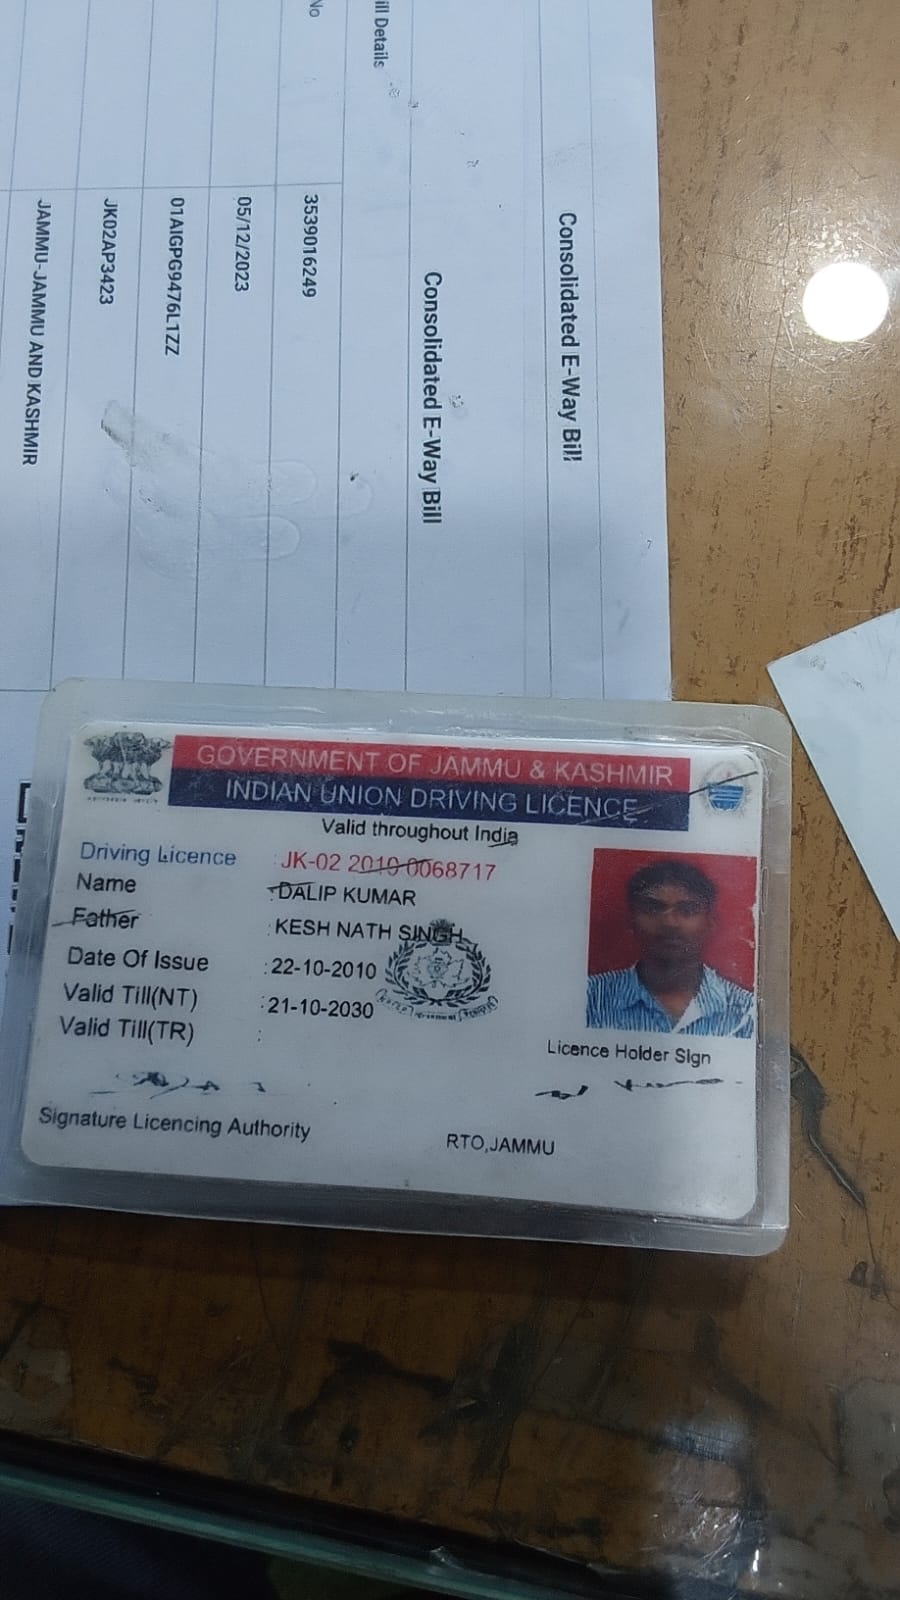 Consolidated E-Way Bill
Consolidated E-Way Bill
ill Details
No
3539016249
05/12/2023
01AIGPG9476L1ZZ
JK02AP3423
JAMMU-JAMMU AND KASHMIR
GOVERNMENT OF JAMMU & KASHMIR
INDIAN UNION DRIVING LICENCE
Valid throughout India
Driving Licence : JK-02 2010 0068717
Name : DALIP KUMAR
Father : KESH NATH SINGH
Date Of Issue : 22-10-2010
Valid Till(NT) : 21-10-2030
Valid Till(TR) :
Licence Holder Sign
Signature Licencing Authority
RTO,JAMMU